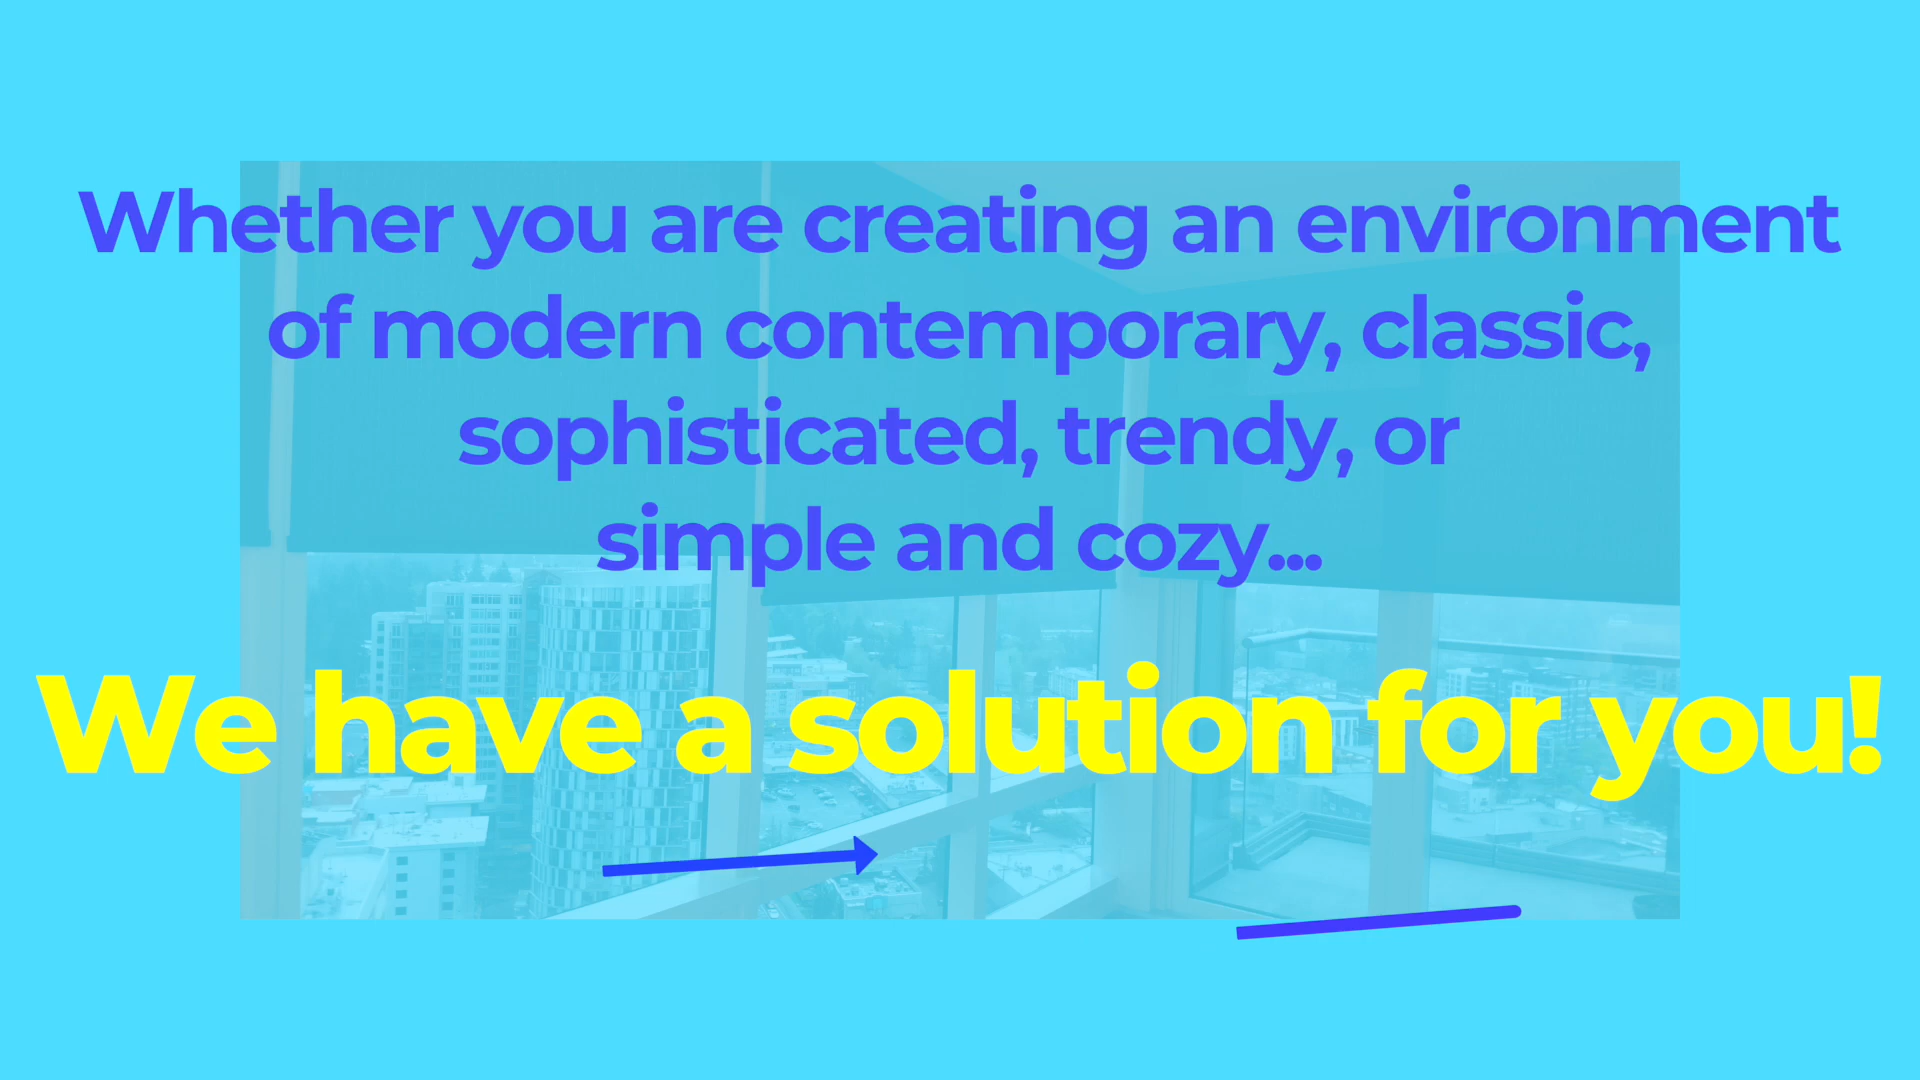 Whether you are creating an environment
of modern contemporary, classic,
sophisticated, trendy, or
simple and cozy...
We have a solution for you!